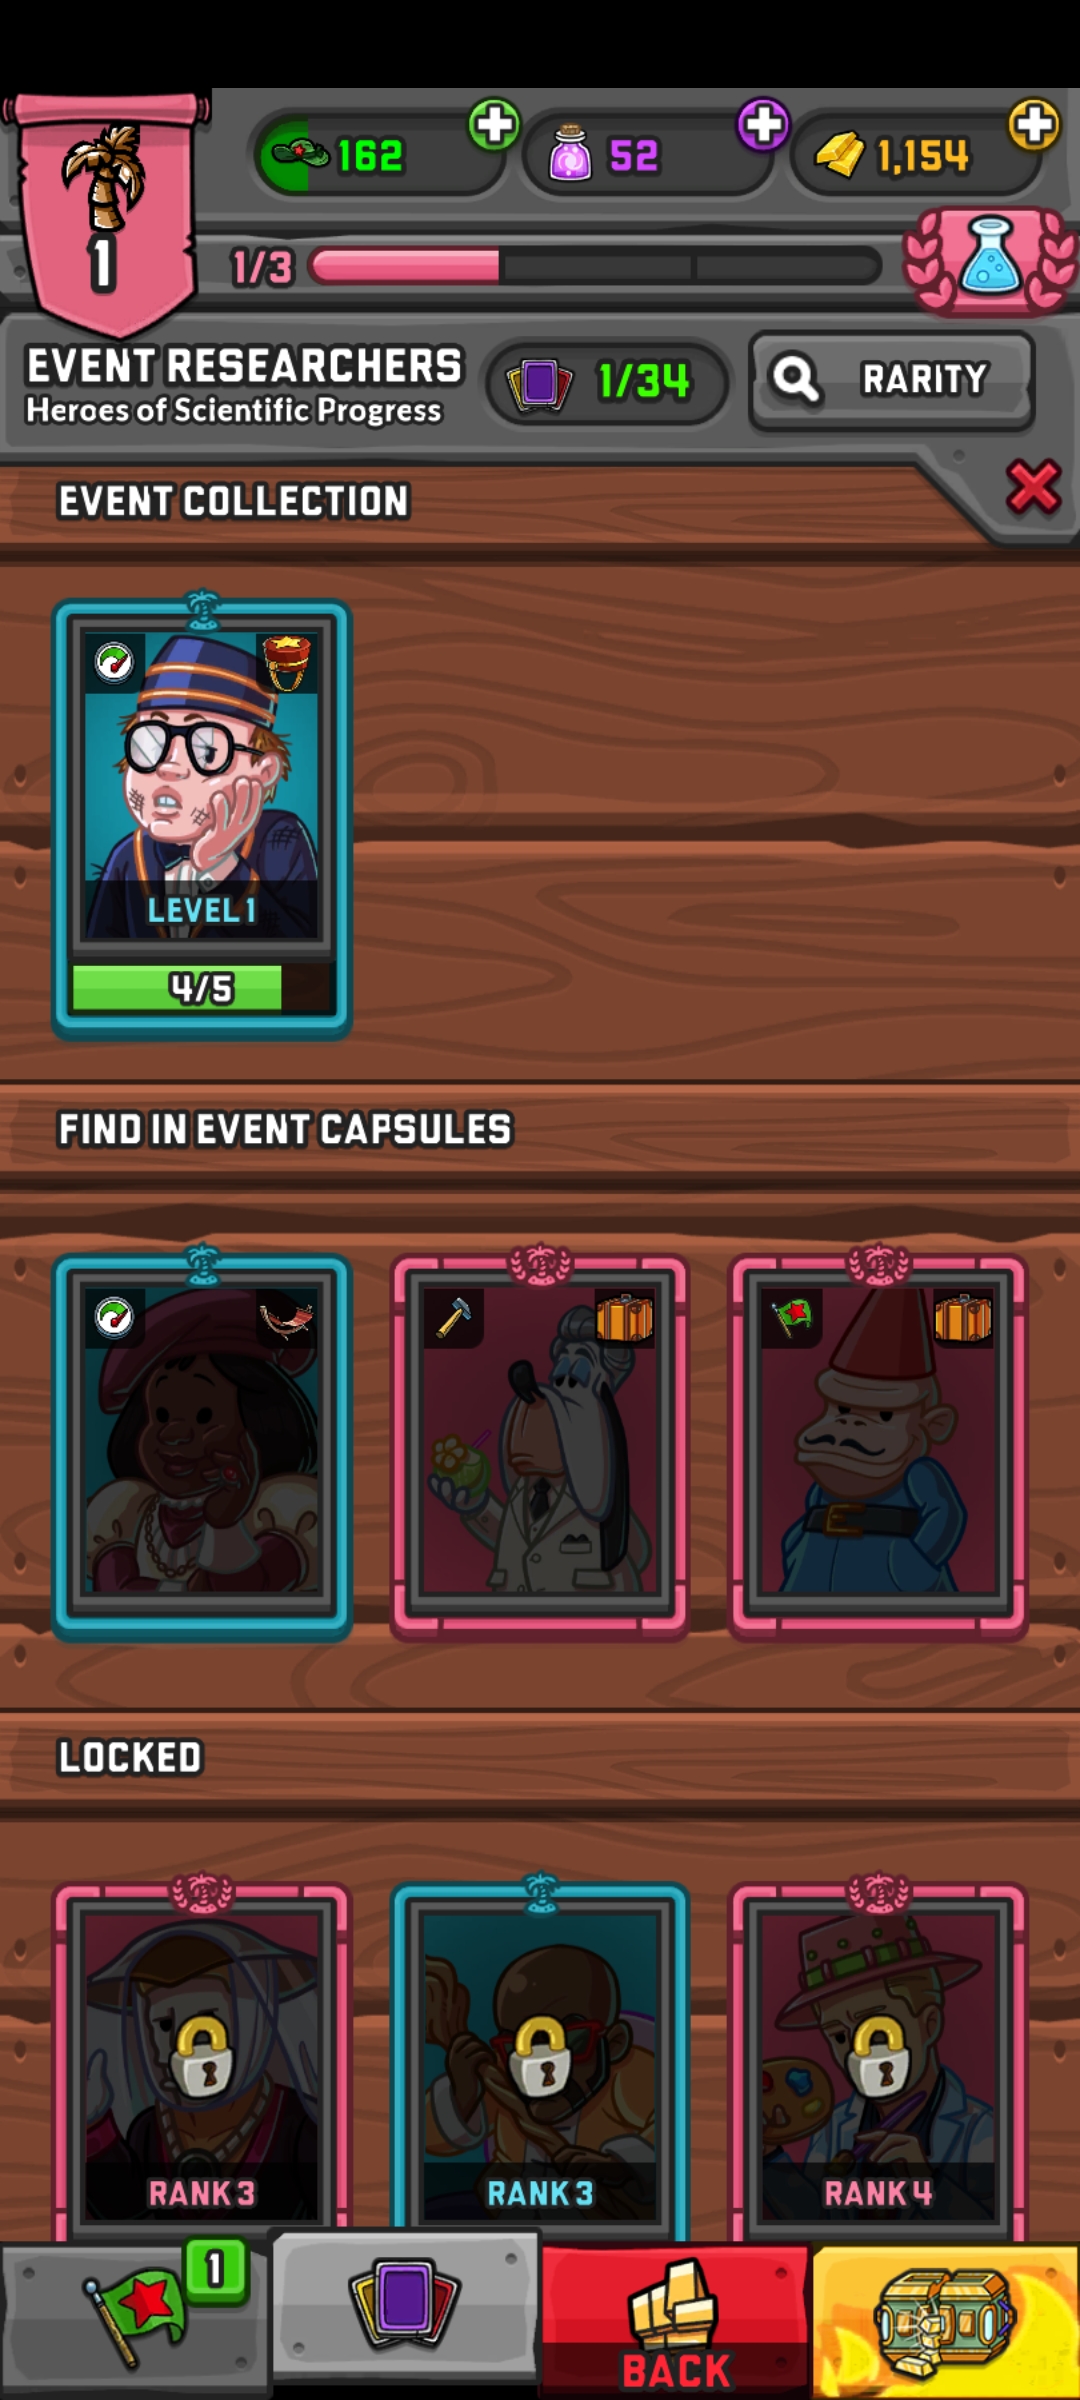 162
52
1,154
1
1/3
EVENT RESEARCHERS
Heroes of Scientific Progress
1/34
RARITY
EVENT COLLECTION
LEVEL 1
4/5
FIND IN EVENT CAPSULES
LOCKED
RANK 3
RANK 3
RANK 4
1
BACK